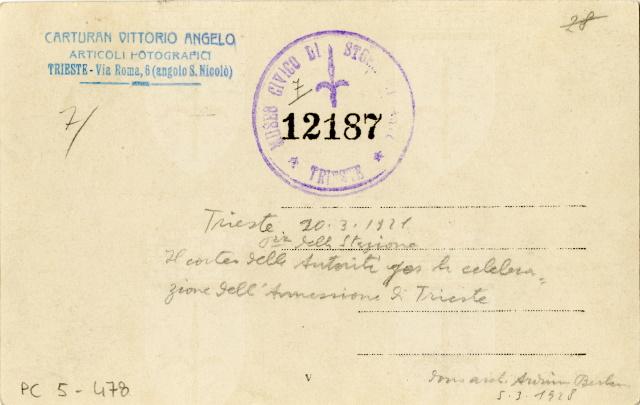 CARTURAN VITTORIO ANGELO
ARTICOLI FOTOGRAFICI
TRIESTE - Via Roma, 6 (angolo S. Nicolò)
28
7/
MUSEO CIVICO DI STORIA
7
12187
* TRIESTE *
Trieste 20.3.1921
della Stazione
Il corteo delle Autorità per la celebra=
zione dell'Annessione di Trieste
V
PC 5 - 478
5.3.1928